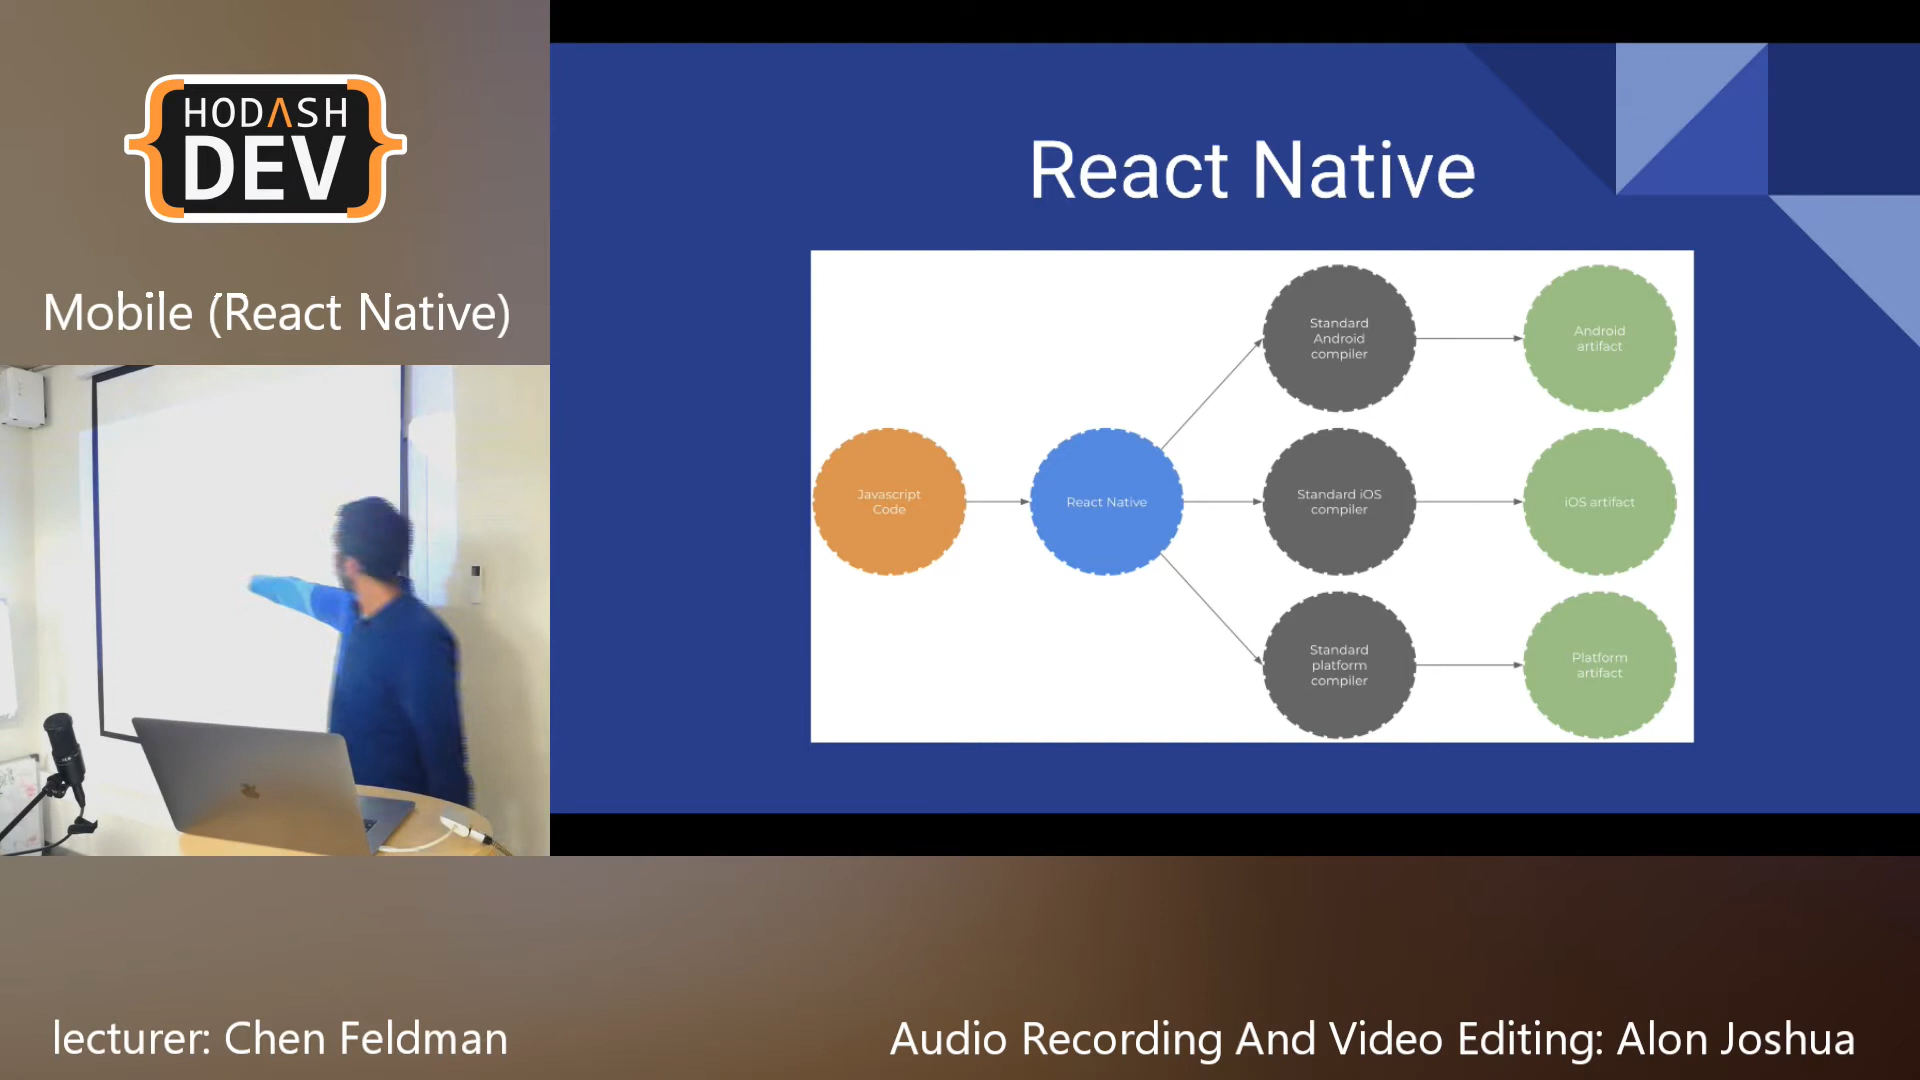 HODASH
DEV
Mobile (React Native)
React Native
Standard
Android
compiler
Android
artifact
Javascript
Code
React Native
Standard iOS
compiler
iOS artifact
Standard
platform
compiler
Platform
artifact
lecturer: Chen Feldman
Audio Recording And Video Editing: Alon Joshua